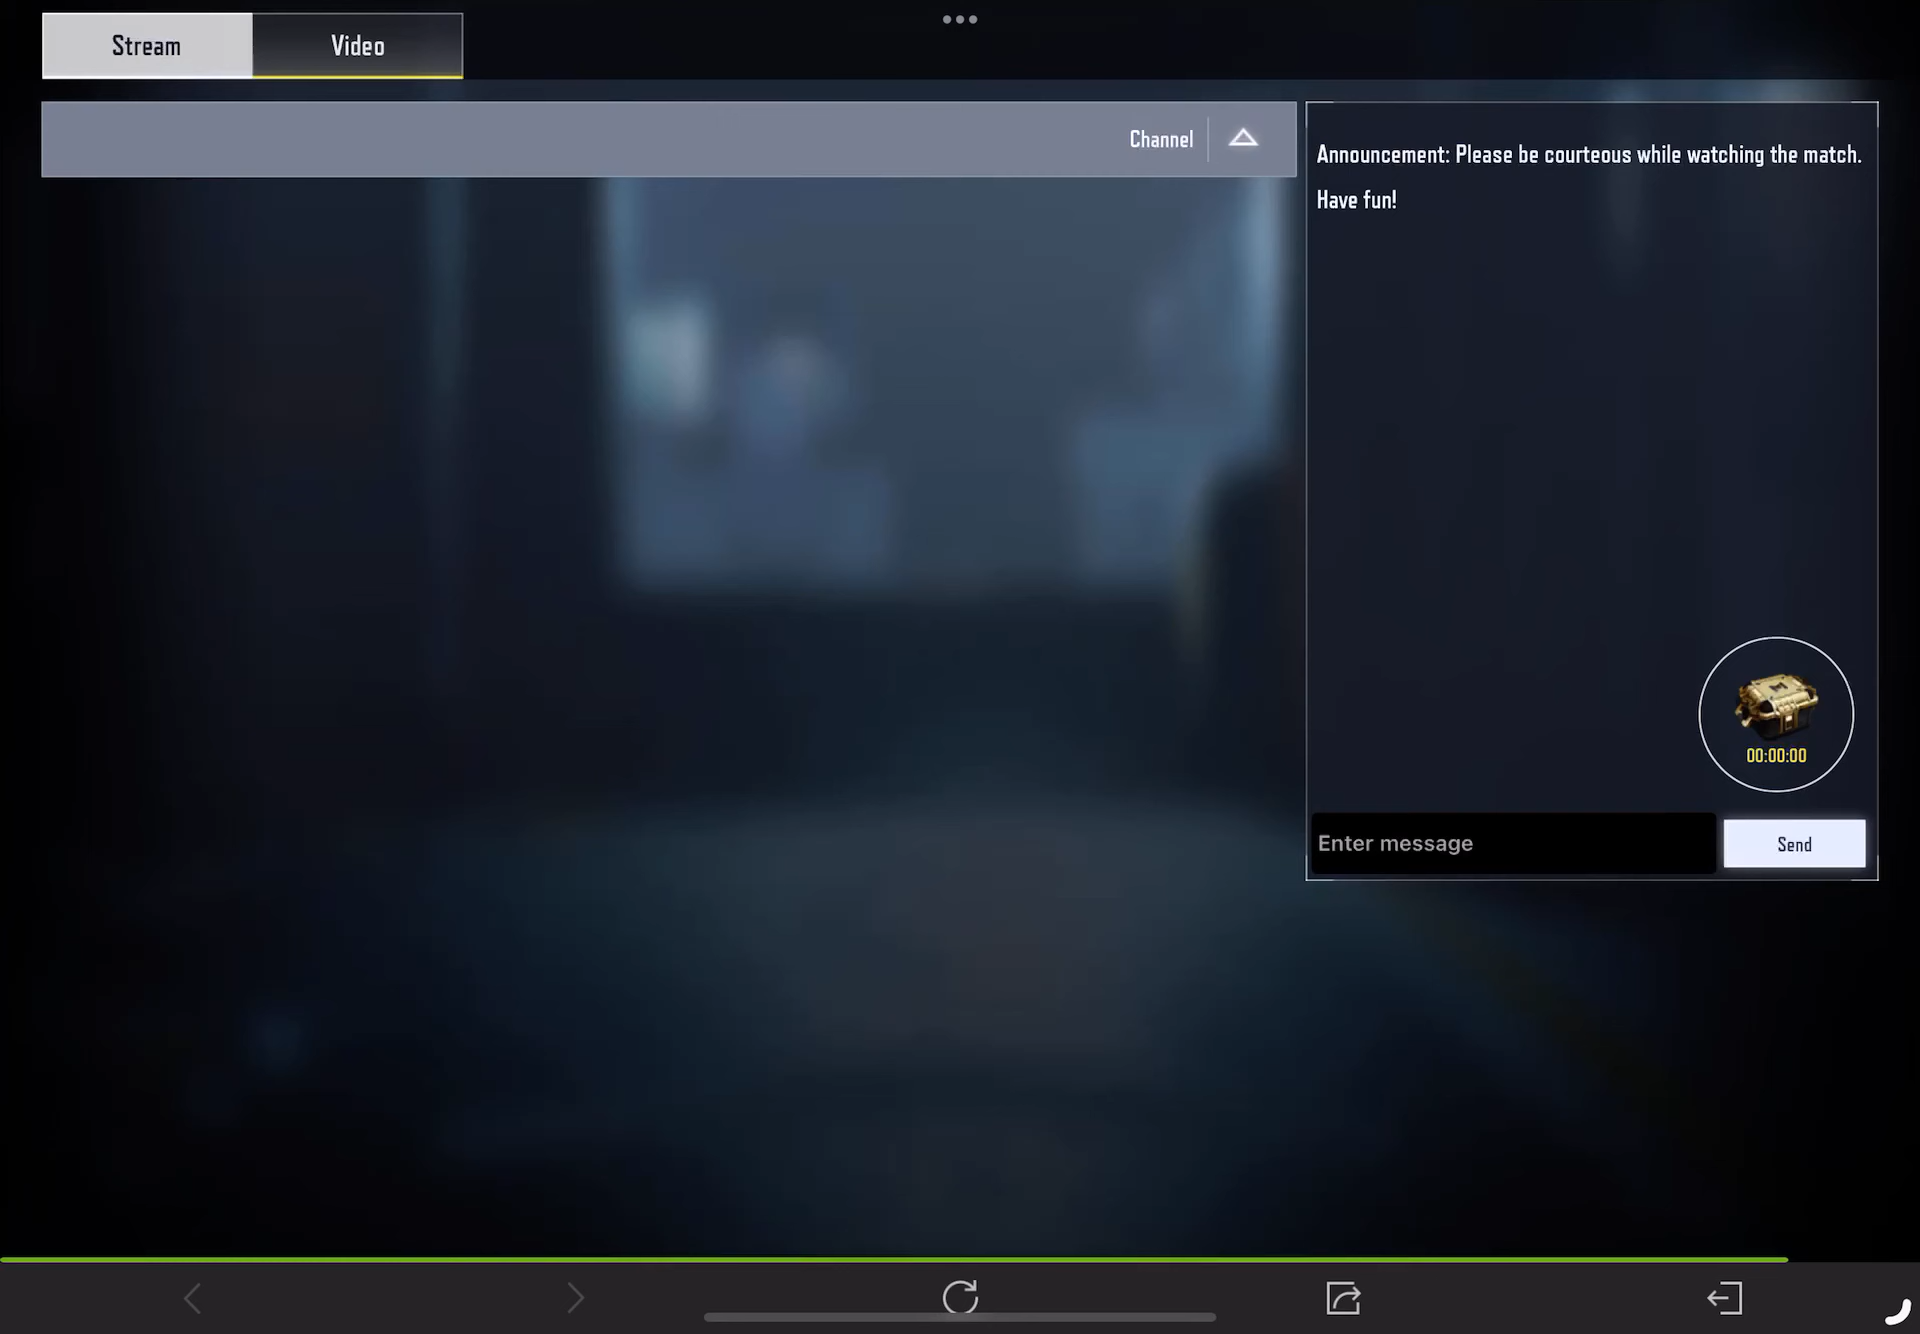 Stream
Video
Channel
Announcement: Please be courteous while watching the match.
Have fun!
00:00:00
Enter message
Send